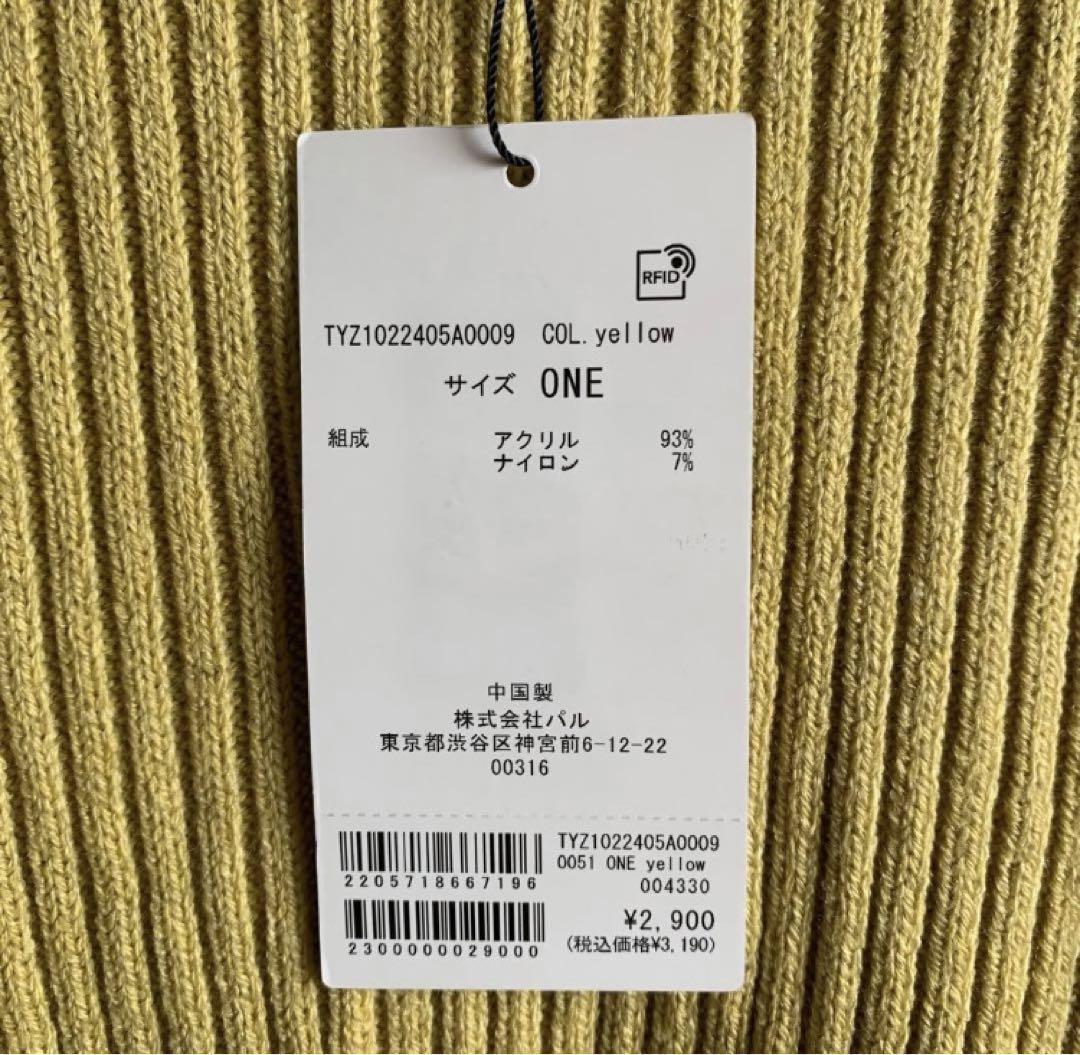 RFID
TYZ1022405A0009 COL.yellow
サイズ ONE
組成 アクリル 93%
ナイロン 7%
中国製
株式会社パル
東京都渋谷区神宮前6-12-22
00316
TYZ1022405A0009
0051 ONE yellow
2205718667196
004330
¥2,900
2300000029000
(税込価格¥3,190)